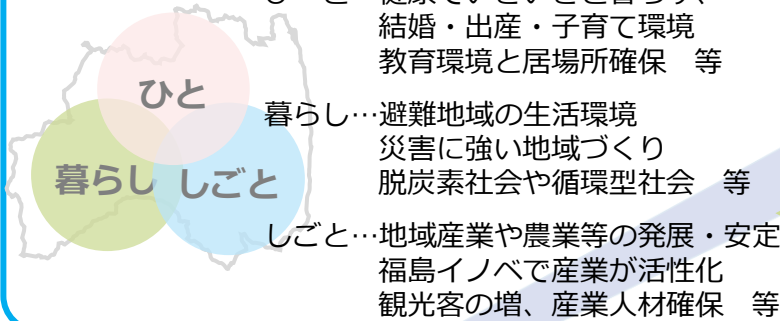 ひと
暮らし しごと
結婚・出産・子育て環境
教育環境と居場所確保　等
暮らし…避難地域の生活環境
災害に強い地域づくり
脱炭素社会や循環型社会　等
しごと…地域産業や農業等の発展・安定
福島イノベで産業が活性化
観光客の増、産業人材確保　等